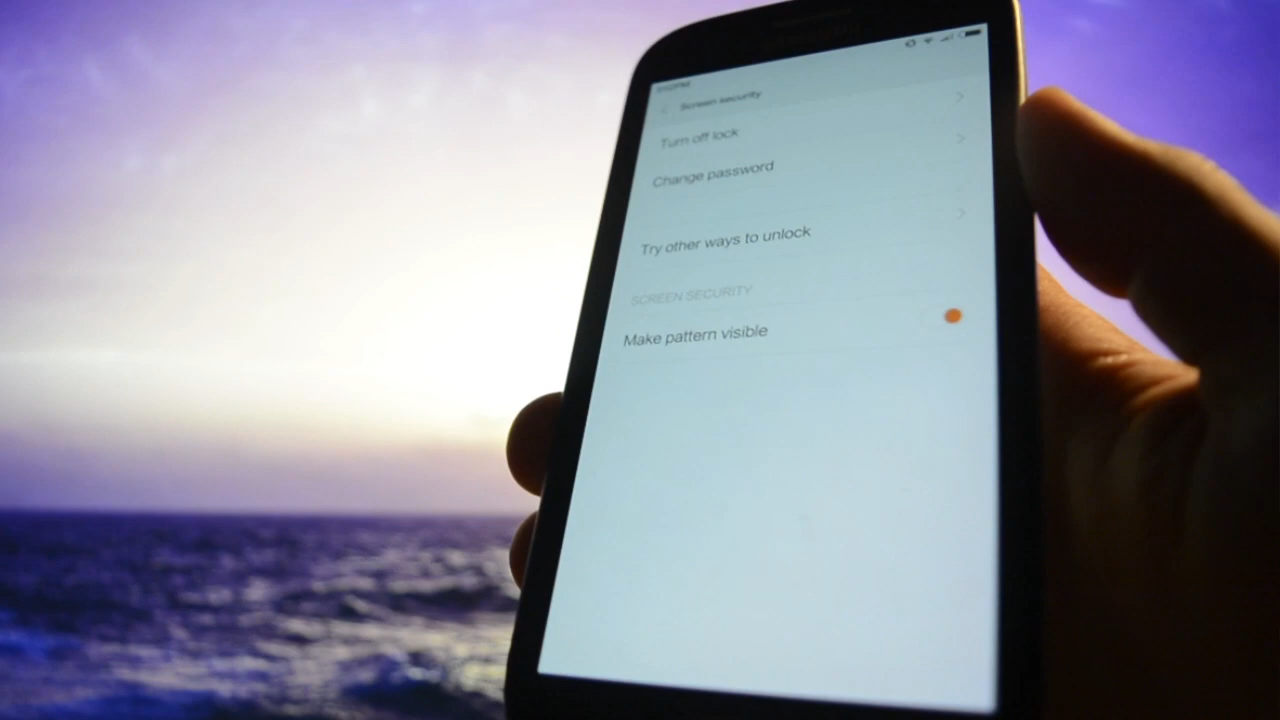 Screen security
Turn off lock
Change password
Try other ways to unlock
SCREEN SECURITY
Make pattern visible